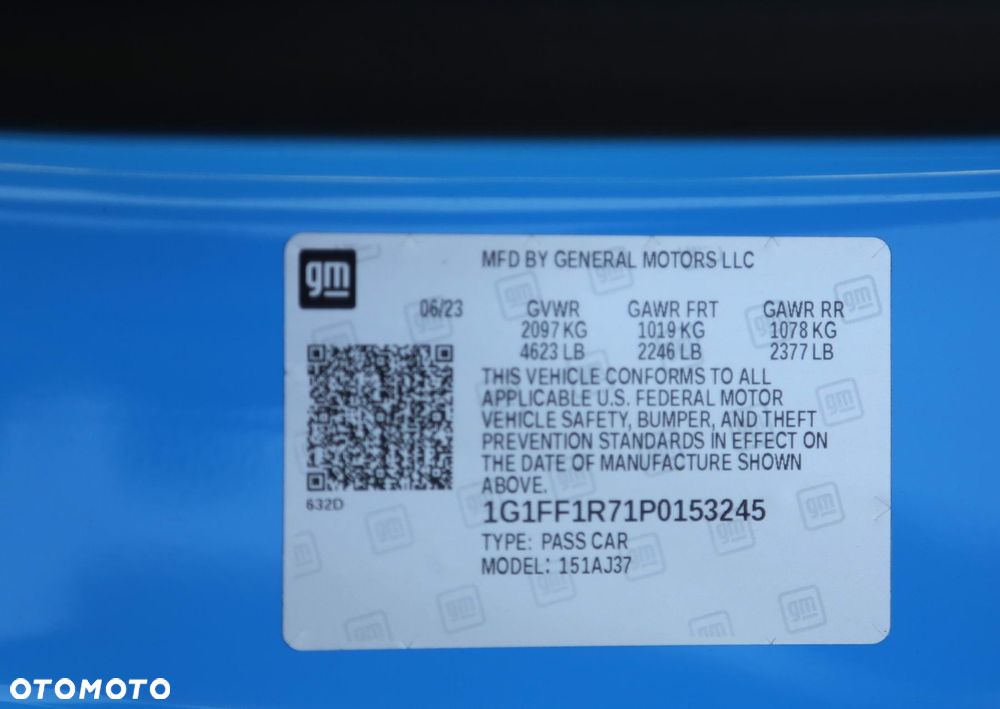 gm
MFD BY GENERAL MOTORS LLC
06/23 GVWR GAWR FRT GAWR RR
2097 KG 1019 KG 1078 KG
4623 LB 2246 LB 2377 LB
THIS VEHICLE CONFORMS TO ALL
APPLICABLE U.S. FEDERAL MOTOR
VEHICLE SAFETY, BUMPER, AND THEFT
PREVENTION STANDARDS IN EFFECT ON
THE DATE OF MANUFACTURE SHOWN
ABOVE.
632D
1G1FF1R71P0153245
TYPE: PASS CAR
MODEL: 151AJ37
OTOMOTO